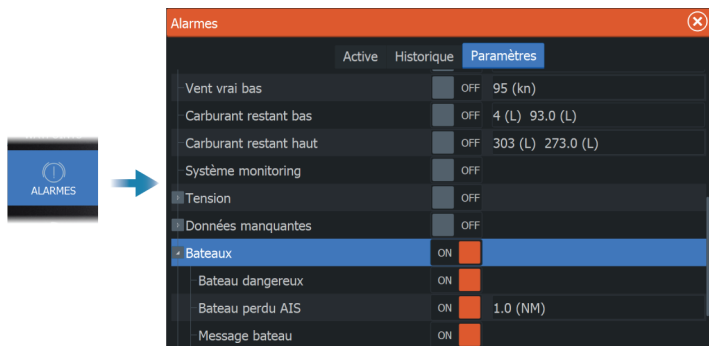 Alarmes
Active Historique Paramètres
Vent vrai bas OFF 95 (kn)
Carburant restant bas OFF 4 (L) 93.0 (L)
Carburant restant haut OFF 303 (L) 273.0 (L)
Système monitoring OFF
ALARMES
Tension OFF
Données manquantes OFF
Bateaux ON
Bateau dangereux ON
Bateau perdu AIS ON 1.0 (NM)
Message bateau ON